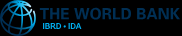 THE WORLD BANK
IBRD • IDA